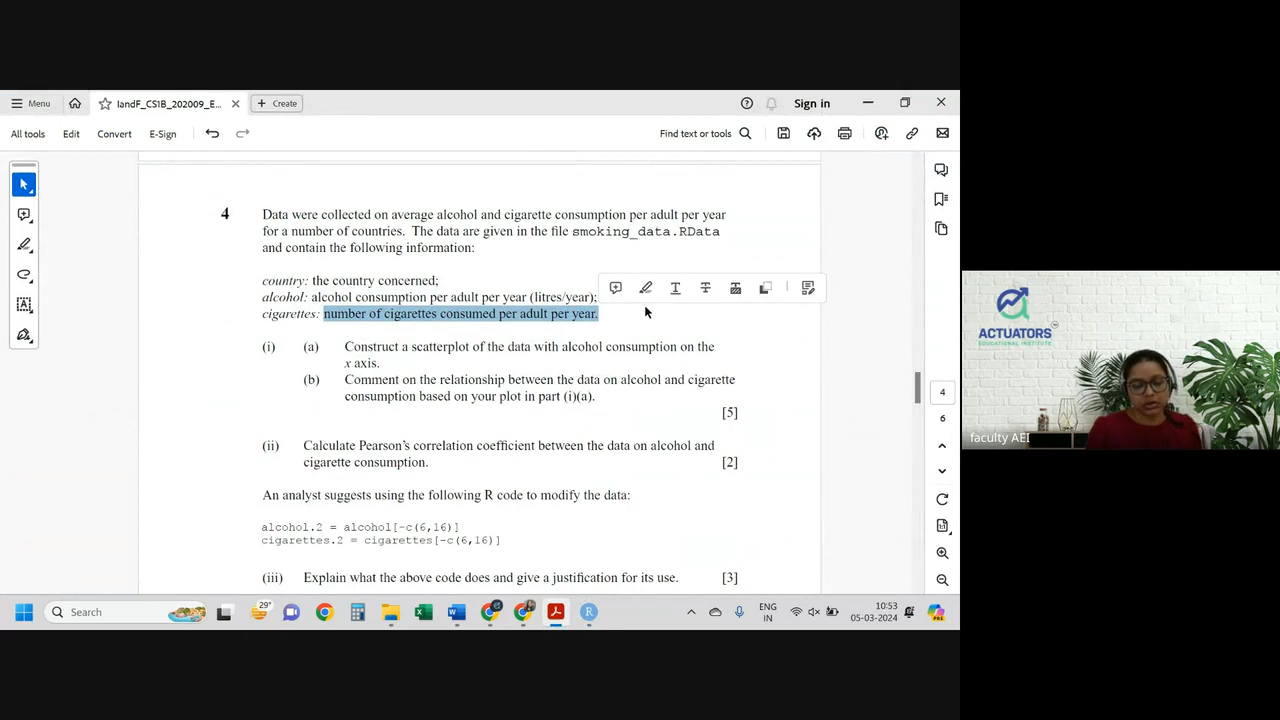 Menu
IandF_CS1B_202009_E...
Create
Sign in
All tools
Edit
Convert
E-Sign
Find text or tools
4
Data were collected on average alcohol and cigarette consumption per adult per year
for a number of countries. The data are given in the file smoking_data.RData
and contain the following information:
country: the country concerned;
alcohol: alcohol consumption per adult per year (litres/year);
cigarettes: number of cigarettes consumed per adult per year.
(i) (a) Construct a scatterplot of the data with alcohol consumption on the
x axis.
(b) Comment on the relationship between the data on alcohol and cigarette
consumption based on your plot in part (i)(a).
[5]
(ii) Calculate Pearson's correlation coefficient between the data on alcohol and
cigarette consumption. [2]
An analyst suggests using the following R code to modify the data:
alcohol.2 = alcohol[-c(6,16)]
cigarettes.2 = cigarettes[-c(6,16)]
(iii) Explain what the above code does and give a justification for its use. [3]
4
6
Search
29°
ENG
IN
10:53
05-03-2024
ACTUATORS
EDUCATIONAL INSTITUTE
faculty AEI